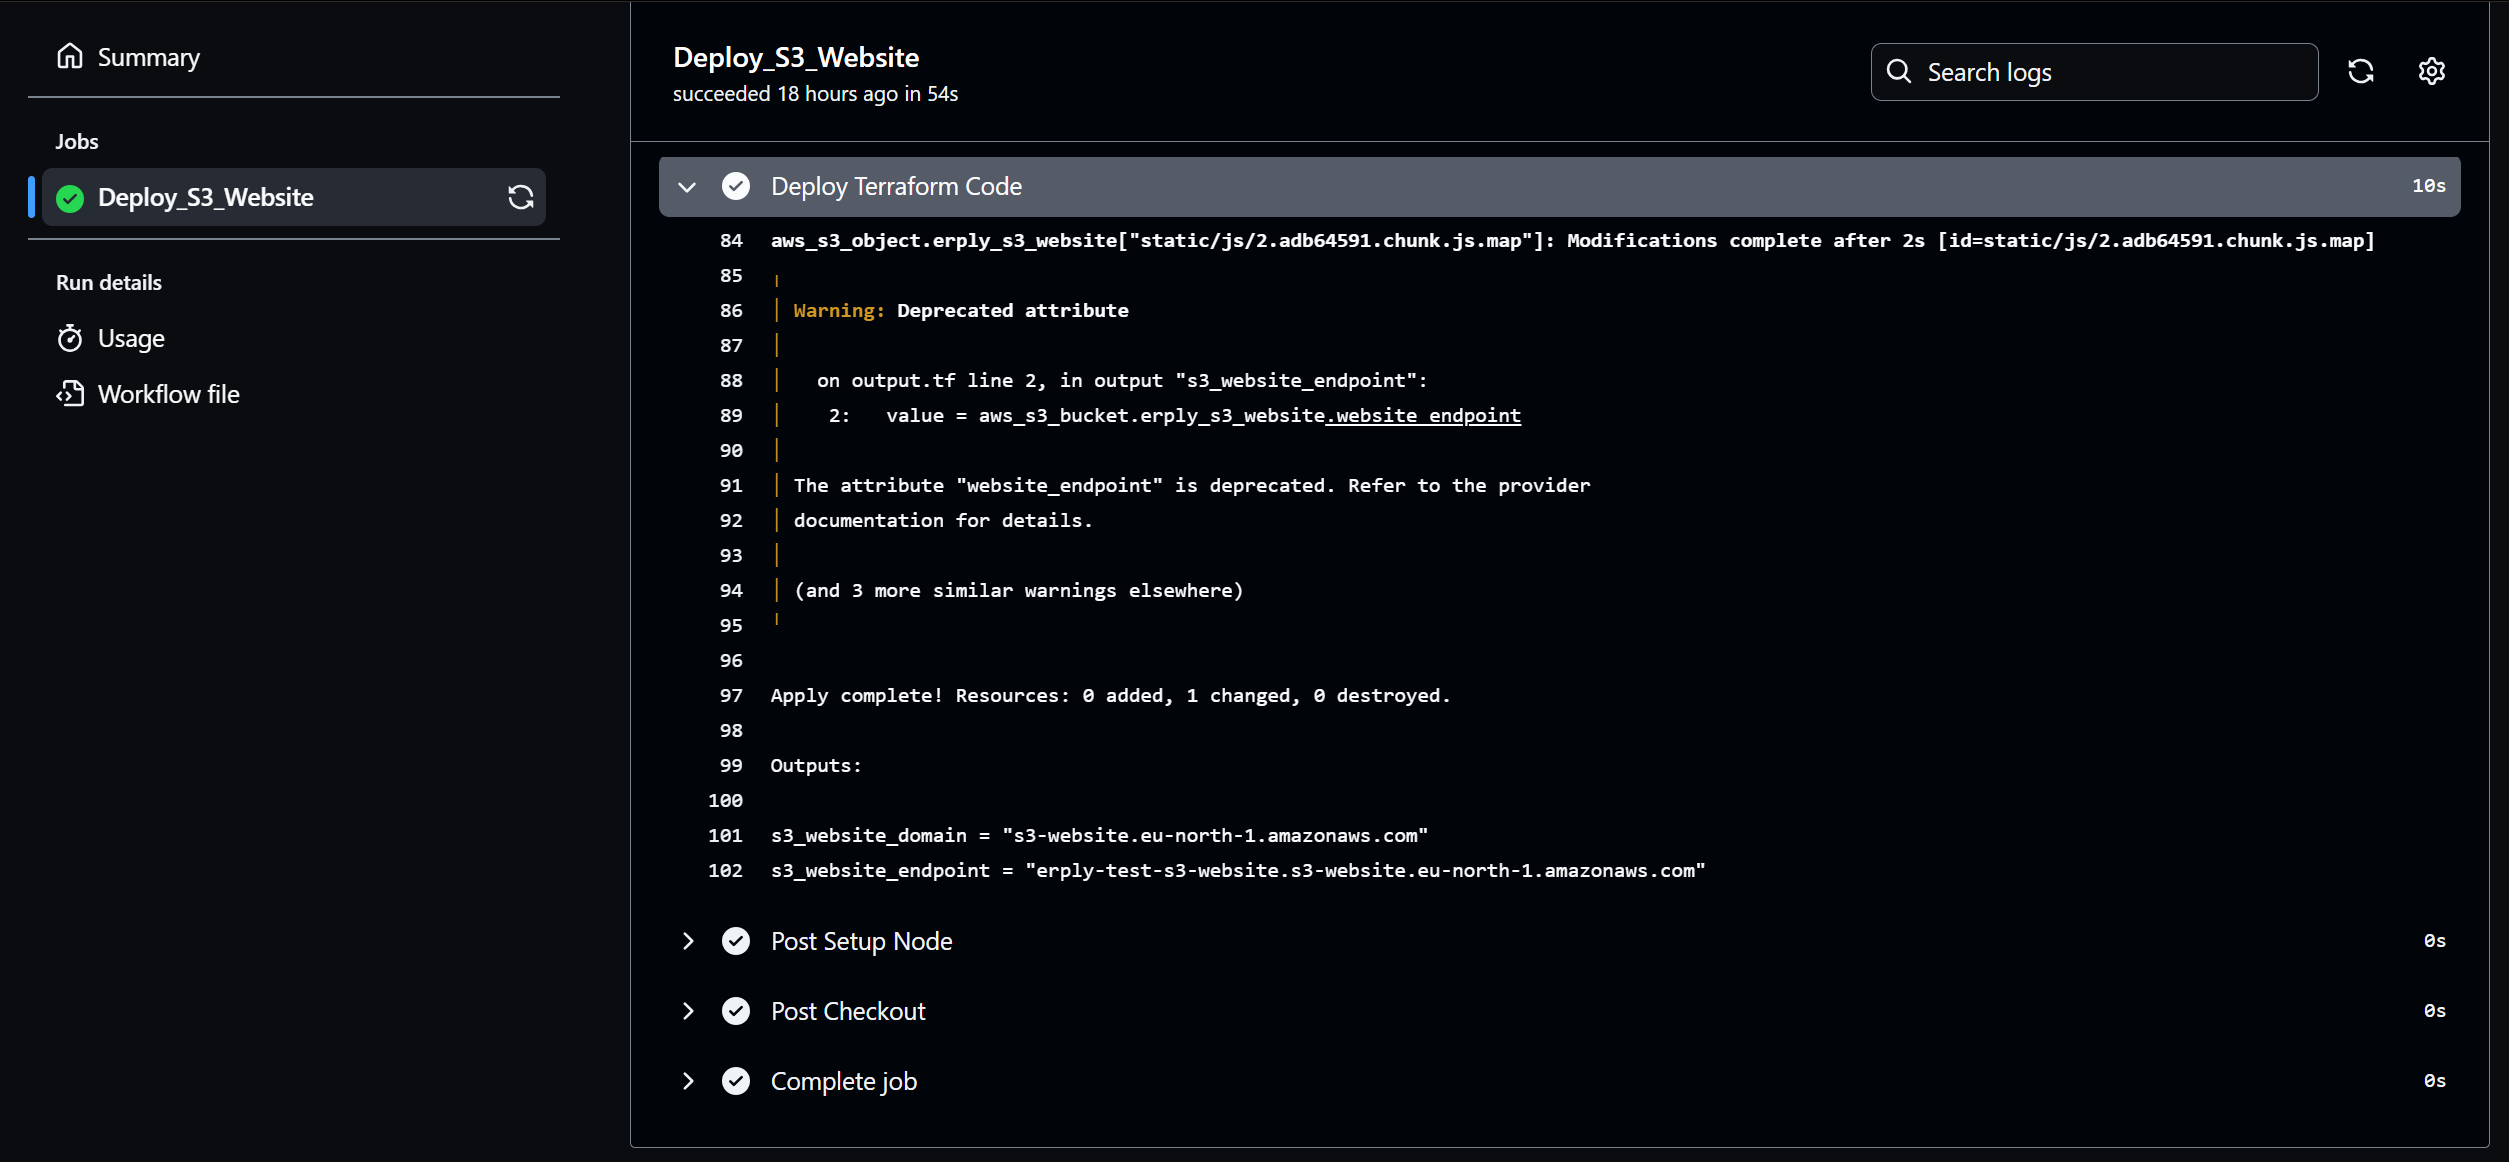 Summary
Jobs
Deploy_S3_Website
Run details
Usage
Workflow file
Deploy_S3_Website
succeeded 18 hours ago in 54s
Search logs
Deploy Terraform Code 10s
84 aws_s3_object.erply_s3_website["static/js/2.adb64591.chunk.js.map"]: Modifications complete after 2s [id=static/js/2.adb64591.chunk.js.map]
85
86 Warning: Deprecated attribute
87
88 on output.tf line 2, in output "s3_website_endpoint":
89 2: value = aws_s3_bucket.erply_s3_website.website_endpoint
90
91 The attribute "website_endpoint" is deprecated. Refer to the provider
92 documentation for details.
93
94 (and 3 more similar warnings elsewhere)
95
96
97 Apply complete! Resources: 0 added, 1 changed, 0 destroyed.
98
99 Outputs:
100
101 s3_website_domain = "s3-website.eu-north-1.amazonaws.com"
102 s3_website_endpoint = "erply-test-s3-website.s3-website.eu-north-1.amazonaws.com"
Post Setup Node 0s
Post Checkout 0s
Complete job 0s